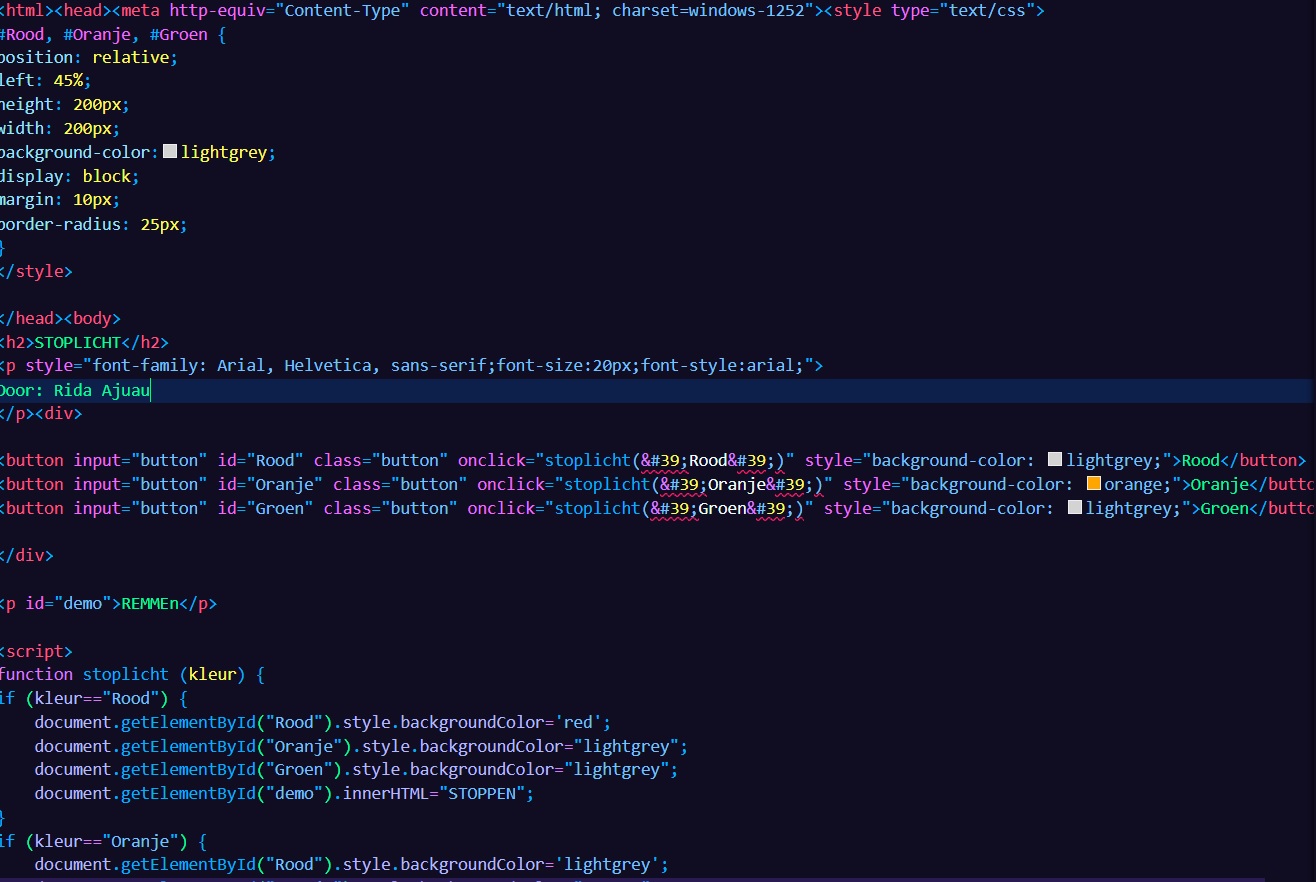 <html><head><meta http-equiv="Content-Type" content="text/html; charset=windows-1252"><style type="text/css">
#Rood, #Oranje, #Groen {
position: relative;
left: 45%;
height: 200px;
width: 200px;
background-color: lightgrey;
display: block;
margin: 10px;
border-radius: 25px;
}
</style>
</head><body>
<h2>STOPLICHT</h2>
<p style="font-family: Arial, Helvetica, sans-serif;font-size:20px;font-style:arial;">
Door: Rida Ajuau
</p><div>
<button input="button" id="Rood" class="button" onclick="stoplicht(&#39;Rood&#39;)" style="background-color: lightgrey;">Rood</button>
<button input="button" id="Oranje" class="button" onclick="stoplicht(&#39;Oranje&#39;)" style="background-color: orange;">Oranje</buttc
<button input="button" id="Groen" class="button" onclick="stoplicht(&#39;Groen&#39;)" style="background-color: lightgrey;">Groen</buttc
</div>
<p id="demo">REMMEn</p>
<script>
function stoplicht (kleur) {
if (kleur=="Rood") {
document.getElementById("Rood").style.backgroundColor='red';
document.getElementById("Oranje").style.backgroundColor="lightgrey";
document.getElementById("Groen").style.backgroundColor="lightgrey";
document.getElementById("demo").innerHTML="STOPPEN";
}
if (kleur=="Oranje") {
document.getElementById("Rood").style.backgroundColor='lightgrey';